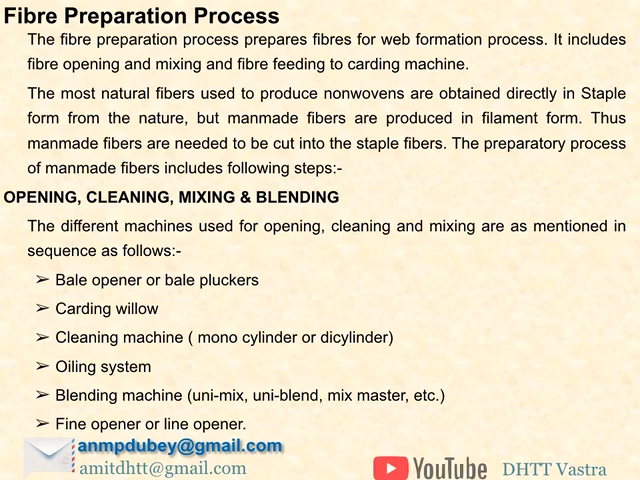 Fibre Preparation Process
The fibre preparation process prepares fibres for web formation process. It includes
fibre opening and mixing and fibre feeding to carding machine.
The most natural fibers used to produce nonwovens are obtained directly in Staple
form from the nature, but manmade fibers are produced in filament form. Thus
manmade fibers are needed to be cut into the staple fibers. The preparatory process
of manmade fibers includes following steps:-
OPENING, CLEANING, MIXING & BLENDING
The different machines used for opening, cleaning and mixing are as mentioned in
sequence as follows:-
➢ Bale opener or bale pluckers
➢ Carding willow
➢ Cleaning machine ( mono cylinder or dicylinder)
➢ Oiling system
➢ Blending machine (uni-mix, uni-blend, mix master, etc.)
➢ Fine opener or line opener.
anmpdubey@gmail.com
amitdhtt@gmail.com
YouTube DHTT Vastra